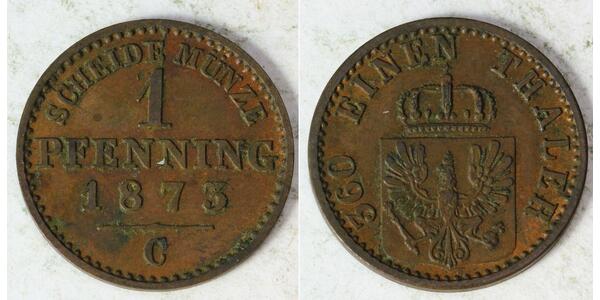 SCHEIDE MÜNZE
1
PFENNING
1873
C
360 EINEN THALER